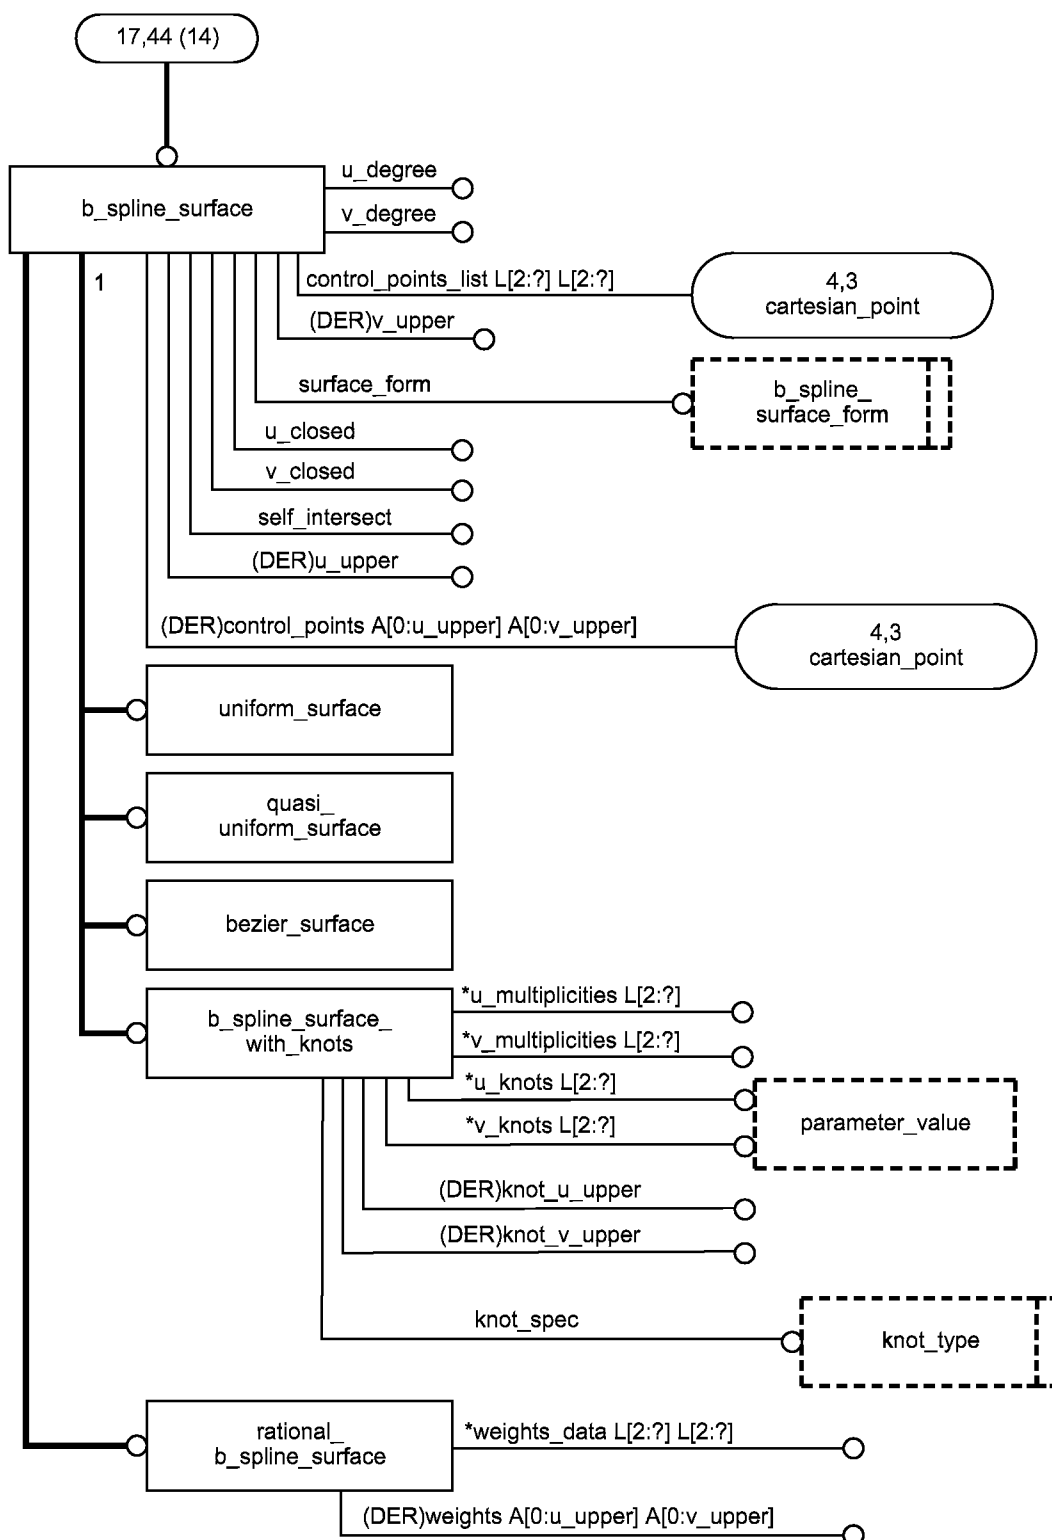 17,44 (14)
b_spline_surface
u_degree
v_degree
1
control_points_list L[2:?] L[2:?]
4,3
cartesian_point
(DER)v_upper
surface_form
b_spline_
surface_form
u_closed
v_closed
self_intersect
(DER)u_upper
(DER)control_points A[0:u_upper] A[0:v_upper]
4,3
cartesian_point
uniform_surface
quasi_
uniform_surface
bezier_surface
b_spline_surface_
with_knots
*u_multiplicities L[2:?]
*v_multiplicities L[2:?]
*u_knots L[2:?]
*v_knots L[2:?]
parameter_value
(DER)knot_u_upper
(DER)knot_v_upper
knot_spec
knot_type
rational_
b_spline_surface
*weights_data L[2:?] L[2:?]
(DER)weights A[0:u_upper] A[0:v_upper]